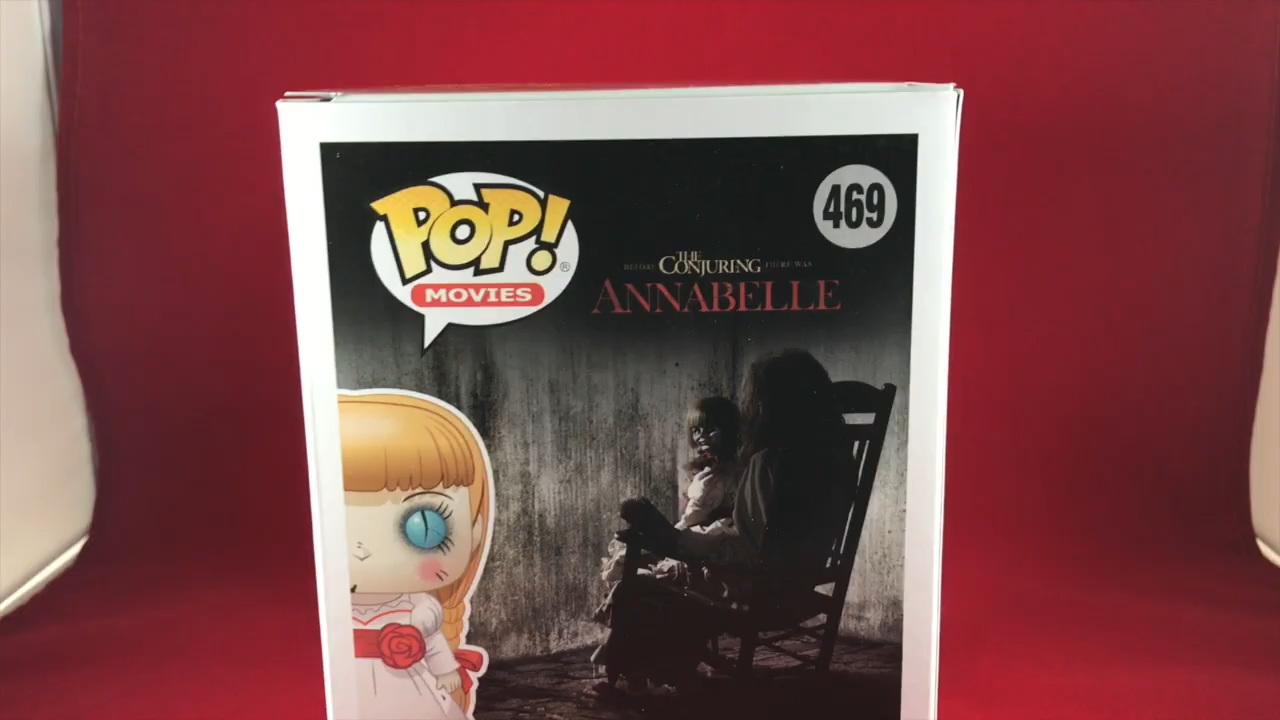 POP!®
MOVIES
469
BEFORE THE CONJURING THERE WAS
ANNABELLE